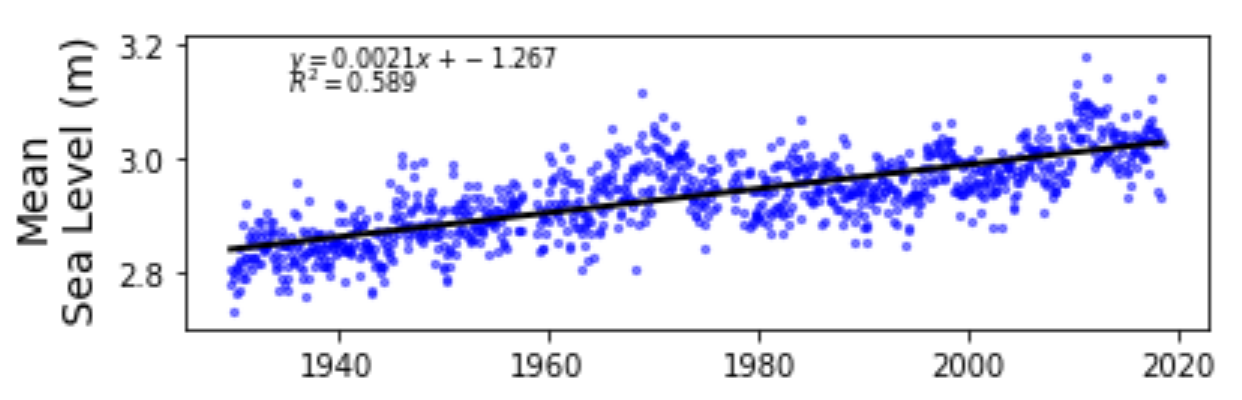 y = 0.0021x + − 1.267
R² = 0.589
Mean
Sea Level (m)
3.2
3.0
2.8
1940 1960 1980 2000 2020